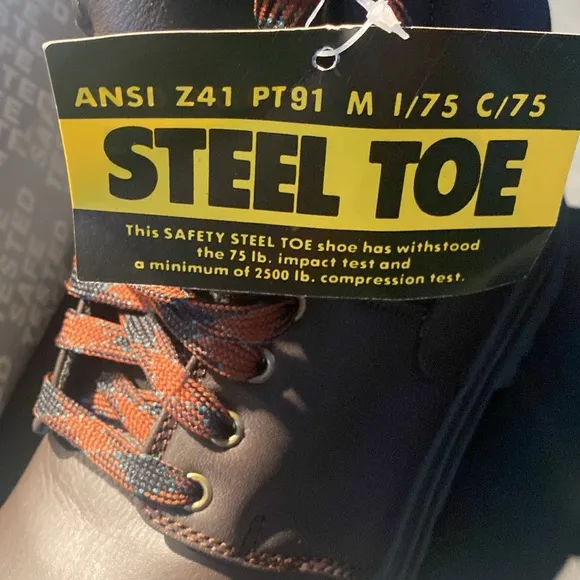 ANSI Z41 PT91 M I/75 C/75
STEEL TOE
This SAFETY STEEL TOE shoe has withstood
the 75 lb. impact test and
a minimum of 2500 lb. compression test.
TESTED